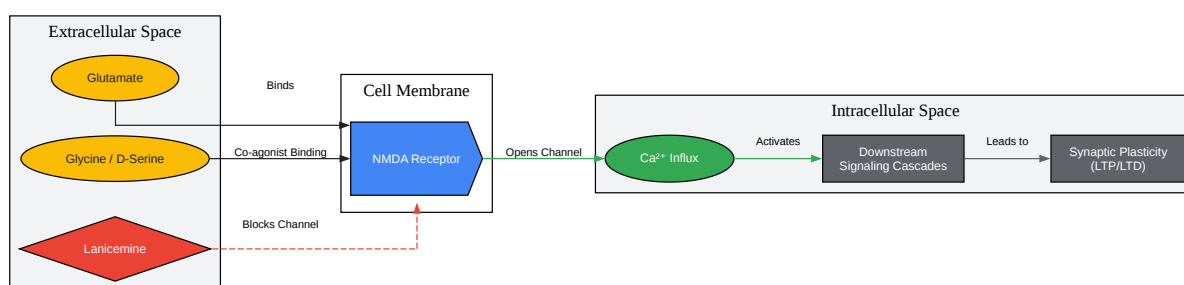 Extracellular Space
Glutamate
Binds
Glycine / D-Serine
Co-agonist Binding
Lanicemine
Blocks Channel
Cell Membrane
NMDA Receptor
Opens Channel
Intracellular Space
Ca²⁺ Influx
Activates
Downstream
Signaling Cascades
Leads to
Synaptic Plasticity
(LTP/LTD)